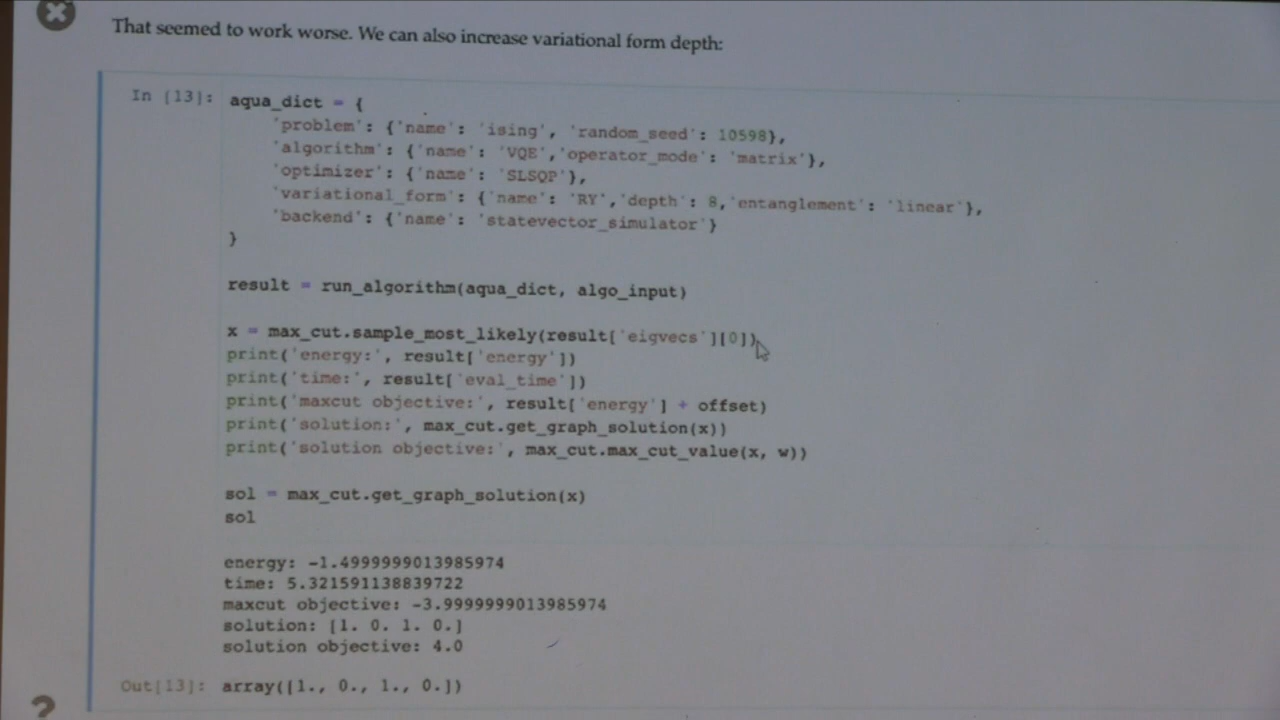 That seemed to work worse. We can also increase variational form depth:
In [13]: aqua_dict = {
'problem': {'name': 'ising', 'random_seed': 10598},
'algorithm': {'name': 'VQE','operator_mode': 'matrix'},
'optimizer': {'name': 'SLSQP'},
'variational_form': {'name': 'RY','depth': 8,'entanglement': 'linear'},
'backend': {'name': 'statevector_simulator'}
}
result = run_algorithm(aqua_dict, algo_input)
x = max_cut.sample_most_likely(result['eigvecs'][0])
print('energy:', result['energy'])
print('time:', result['eval_time'])
print('maxcut objective:', result['energy'] + offset)
print('solution:', max_cut.get_graph_solution(x))
print('solution objective:', max_cut.max_cut_value(x, w))
sol = max_cut.get_graph_solution(x)
sol
energy: -1.4999999013985974
time: 5.321591138839722
maxcut objective: -3.9999999013985974
solution: [1. 0. 1. 0.]
solution objective: 4.0
Out[13]: array([1., 0., 1., 0.])
?